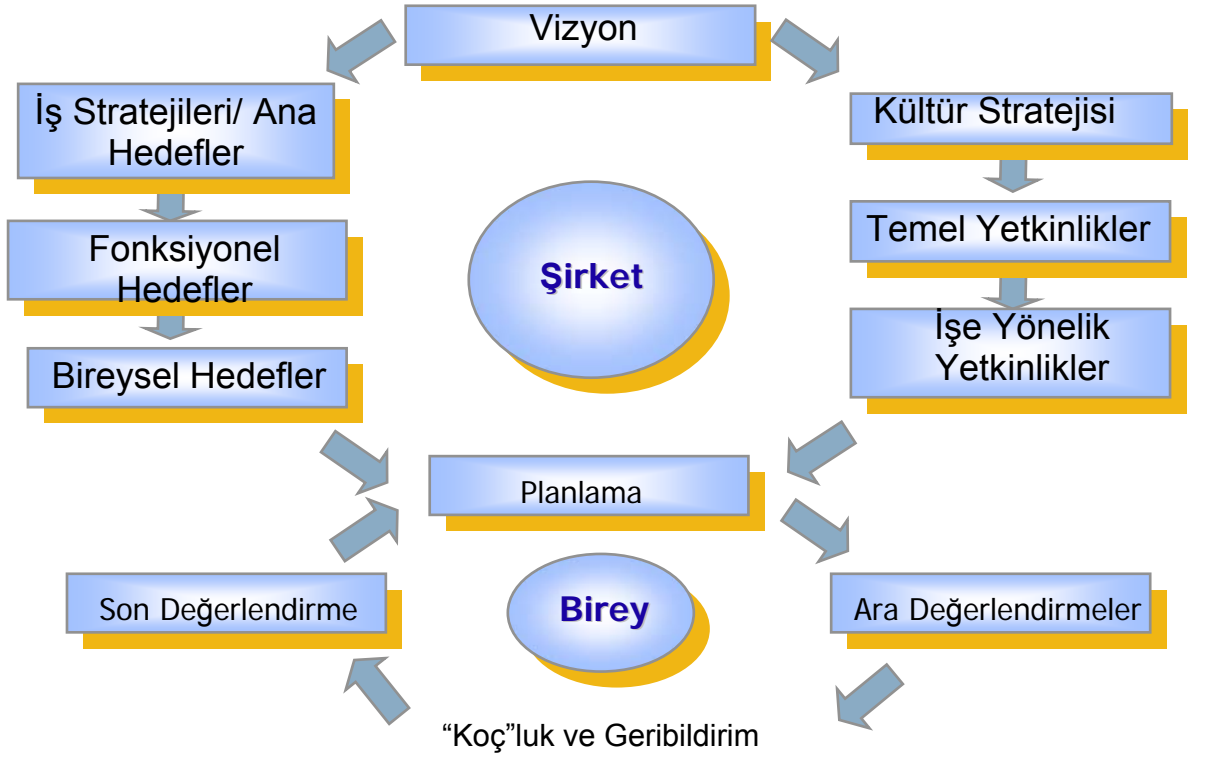 Vizyon
İş Stratejileri/ Ana
Hedefler
Kültür Stratejisi
Fonksiyonel
Hedefler
Temel Yetkinlikler
Şirket
Bireysel Hedefler
İşe Yönelik
Yetkinlikler
Planlama
Son Değerlendirme
Birey
Ara Değerlendirmeler
“Koç”luk ve Geribildirim